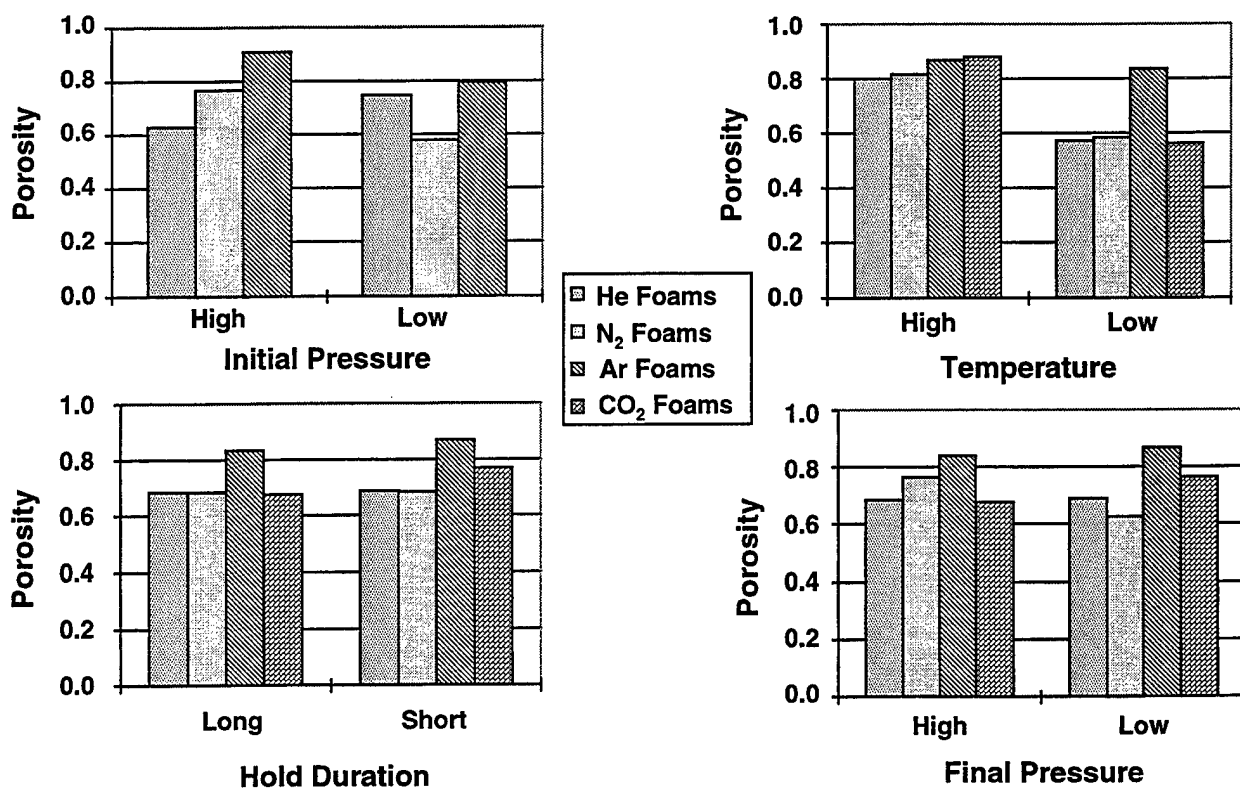 1.0
0.8
0.6
0.4
0.2
0.0
Porosity
High Low
Initial Pressure
1.0
0.8
0.6
0.4
0.2
0.0
Porosity
High Low
Temperature
He Foams
N₂ Foams
Ar Foams
CO₂ Foams
1.0
0.8
0.6
0.4
0.2
0.0
Porosity
Long Short
Hold Duration
1.0
0.8
0.6
0.4
0.2
0.0
Porosity
High Low
Final Pressure